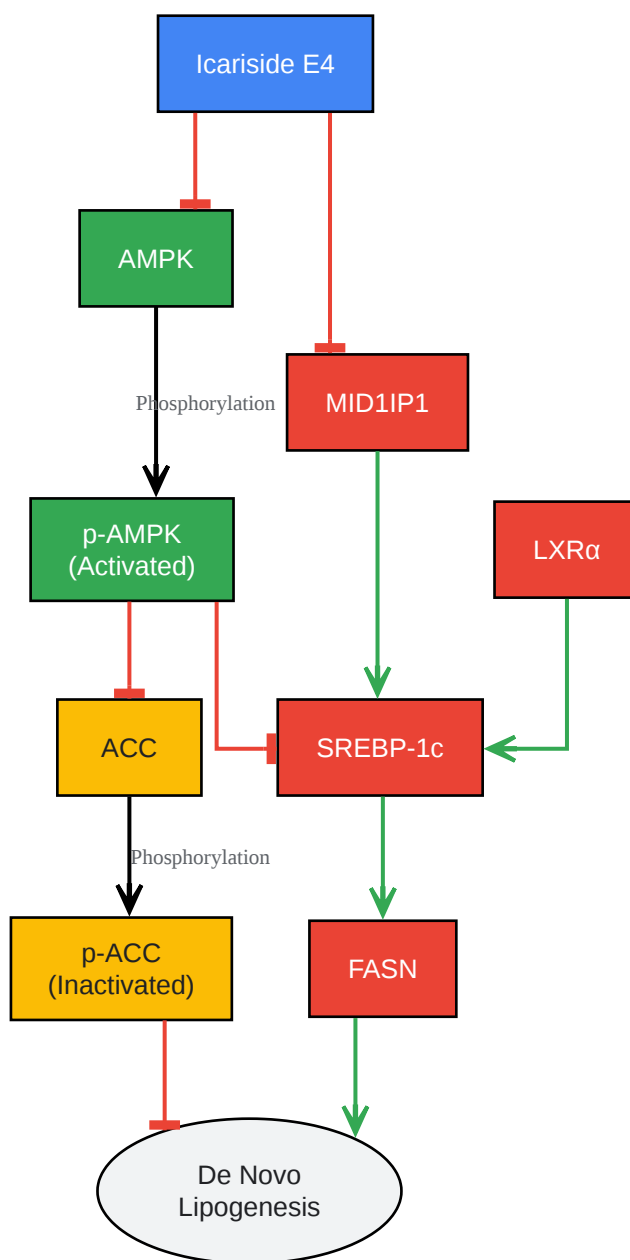 Icariside E4
AMPK
MID1IP1
Phosphorylation
p-AMPK
(Activated)
LXRα
ACC
SREBP-1c
Phosphorylation
p-ACC
(Inactivated)
FASN
De Novo
Lipogenesis